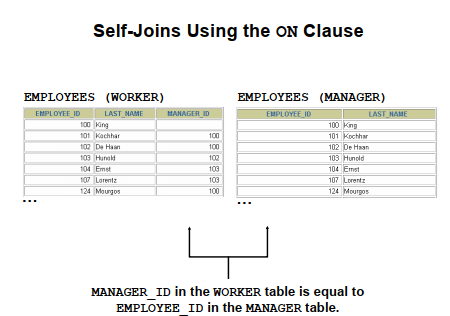 Self-Joins Using the ON Clause
EMPLOYEES (WORKER)
EMPLOYEE_ID LAST_NAME MANAGER_ID
100 King
101 Kochhar 100
102 De Haan 100
103 Hunold 102
104 Ernst 103
107 Lorentz 103
124 Mourgos 100
...
EMPLOYEES (MANAGER)
EMPLOYEE_ID LAST_NAME
100 King
101 Kochhar
102 De Haan
103 Hunold
104 Ernst
107 Lorentz
124 Mourgos
...
MANAGER_ID in the WORKER table is equal to
EMPLOYEE_ID in the MANAGER table.